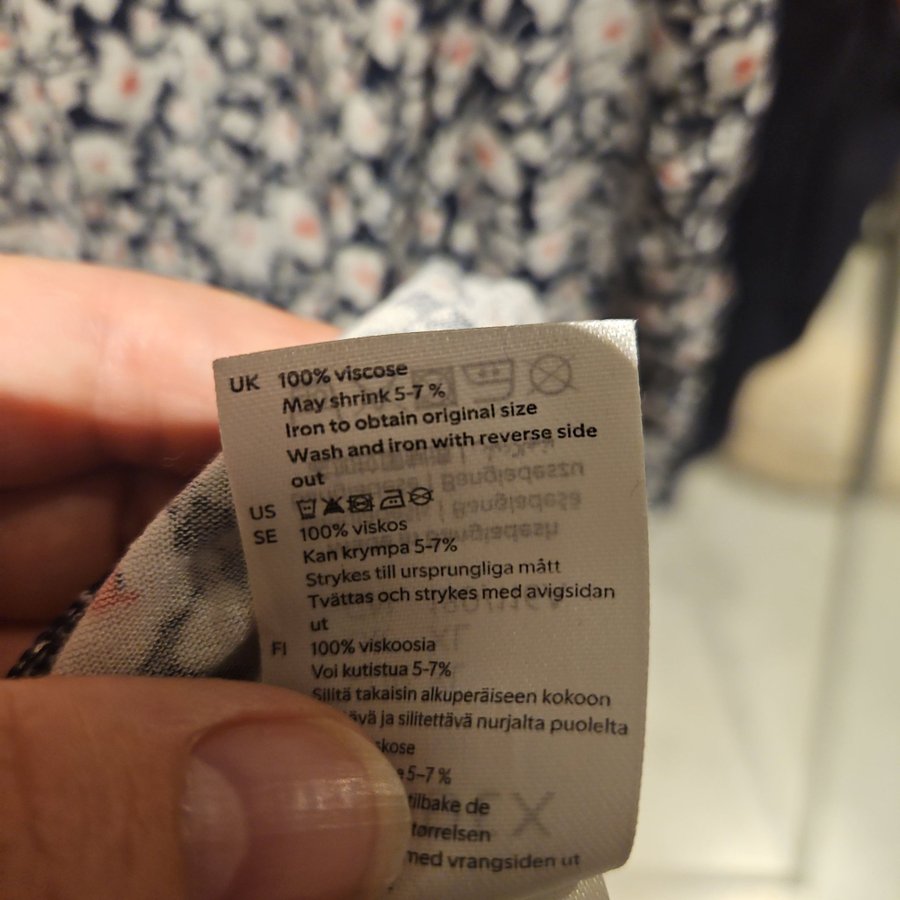 UK 100% viscose
May shrink 5-7 %
Iron to obtain original size
Wash and iron with reverse side
out
US
SE 100% viskos
Kan krympa 5-7%
Strykes till ursprungliga mått
Tvättas och strykes med avigsidan
ut
FI 100% viskoosia
Voi kutistua 5-7%
Silitä takaisin alkuperäiseen kokoon
ja silitettävä nurjalta puolelta
5-7 %
tilbake de
med vrangsiden ut